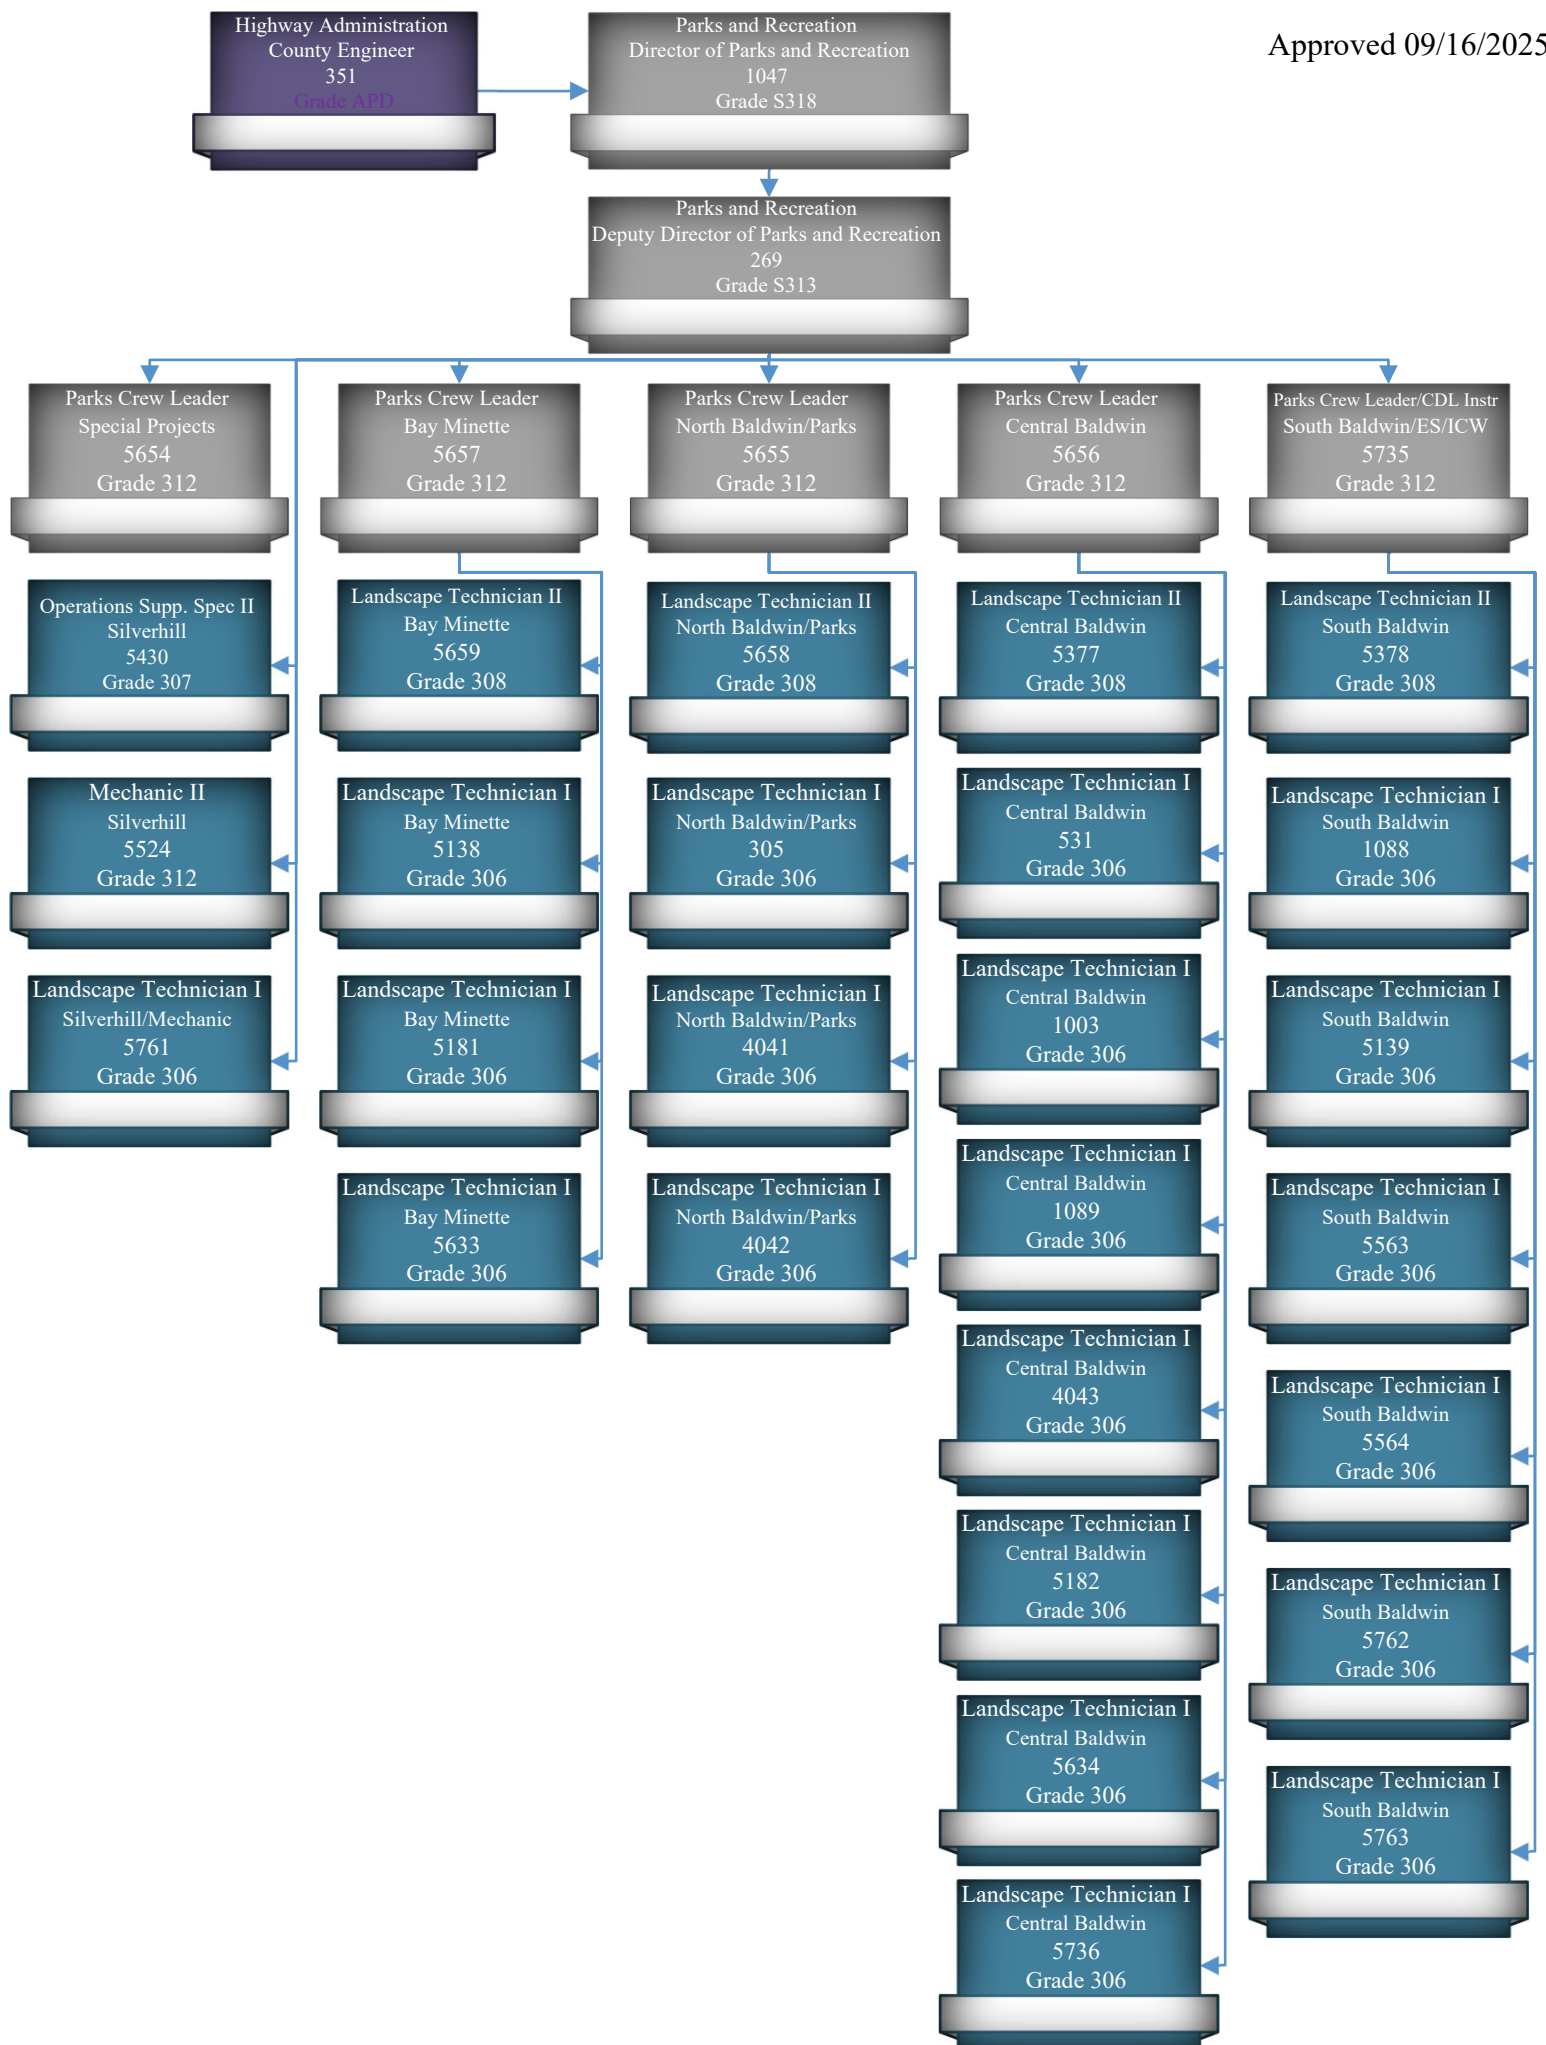 Highway Administration
County Engineer
351
Grade APD
Parks and Recreation
Director of Parks and Recreation
1047
Grade S318
Approved 09/16/2025
Parks and Recreation
Deputy Director of Parks and Recreation
269
Grade S313
Parks Crew Leader
Special Projects
5654
Grade 312
Parks Crew Leader
Bay Minette
5657
Grade 312
Parks Crew Leader
North Baldwin/Parks
5655
Grade 312
Parks Crew Leader
Central Baldwin
5656
Grade 312
Parks Crew Leader/CDL Instr
South Baldwin/ES/ICW
5735
Grade 312
Operations Supp. Spec II
Silverhill
5430
Grade 307
Mechanic II
Silverhill
5524
Grade 312
Landscape Technician I
Silverhill/Mechanic
5761
Grade 306
Landscape Technician II
Bay Minette
5659
Grade 308
Landscape Technician I
Bay Minette
5138
Grade 306
Landscape Technician I
Bay Minette
5181
Grade 306
Landscape Technician I
Bay Minette
5633
Grade 306
Landscape Technician II
North Baldwin/Parks
5658
Grade 308
Landscape Technician I
North Baldwin/Parks
305
Grade 306
Landscape Technician I
North Baldwin/Parks
4041
Grade 306
Landscape Technician I
North Baldwin/Parks
4042
Grade 306
Landscape Technician II
Central Baldwin
5377
Grade 308
Landscape Technician I
Central Baldwin
531
Grade 306
Landscape Technician I
Central Baldwin
1003
Grade 306
Landscape Technician I
Central Baldwin
1089
Grade 306
Landscape Technician I
Central Baldwin
4043
Grade 306
Landscape Technician I
Central Baldwin
5182
Grade 306
Landscape Technician I
Central Baldwin
5634
Grade 306
Landscape Technician I
Central Baldwin
5736
Grade 306
Landscape Technician II
South Baldwin
5378
Grade 308
Landscape Technician I
South Baldwin
1088
Grade 306
Landscape Technician I
South Baldwin
5139
Grade 306
Landscape Technician I
South Baldwin
5563
Grade 306
Landscape Technician I
South Baldwin
5564
Grade 306
Landscape Technician I
South Baldwin
5762
Grade 306
Landscape Technician I
South Baldwin
5763
Grade 306